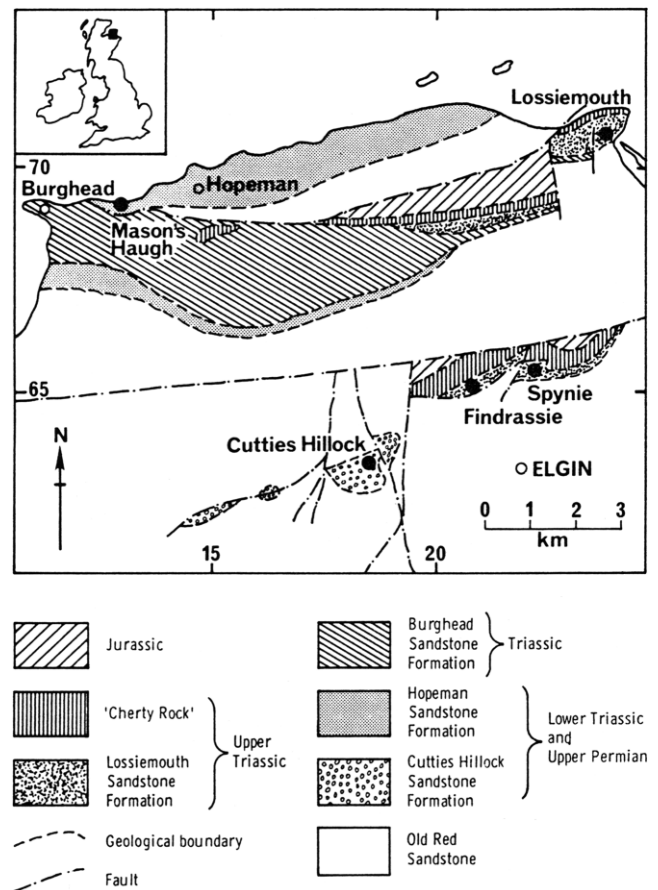 Lossiemouth
70
Burghead
Hopeman
Mason's
Haugh
65
Spynie
Findrassie
Cutties Hillock
N
ELGIN
0 1 2 3
km
15
20
Jurassic
'Cherty Rock'
Lossiemouth
Sandstone
Formation
Upper
Triassic
Geological boundary
Fault
Burghead
Sandstone
Formation
Triassic
Hopeman
Sandstone
Formation
Cutties Hillock
Sandstone
Formation
Lower Triassic
and
Upper Permian
Old Red
Sandstone